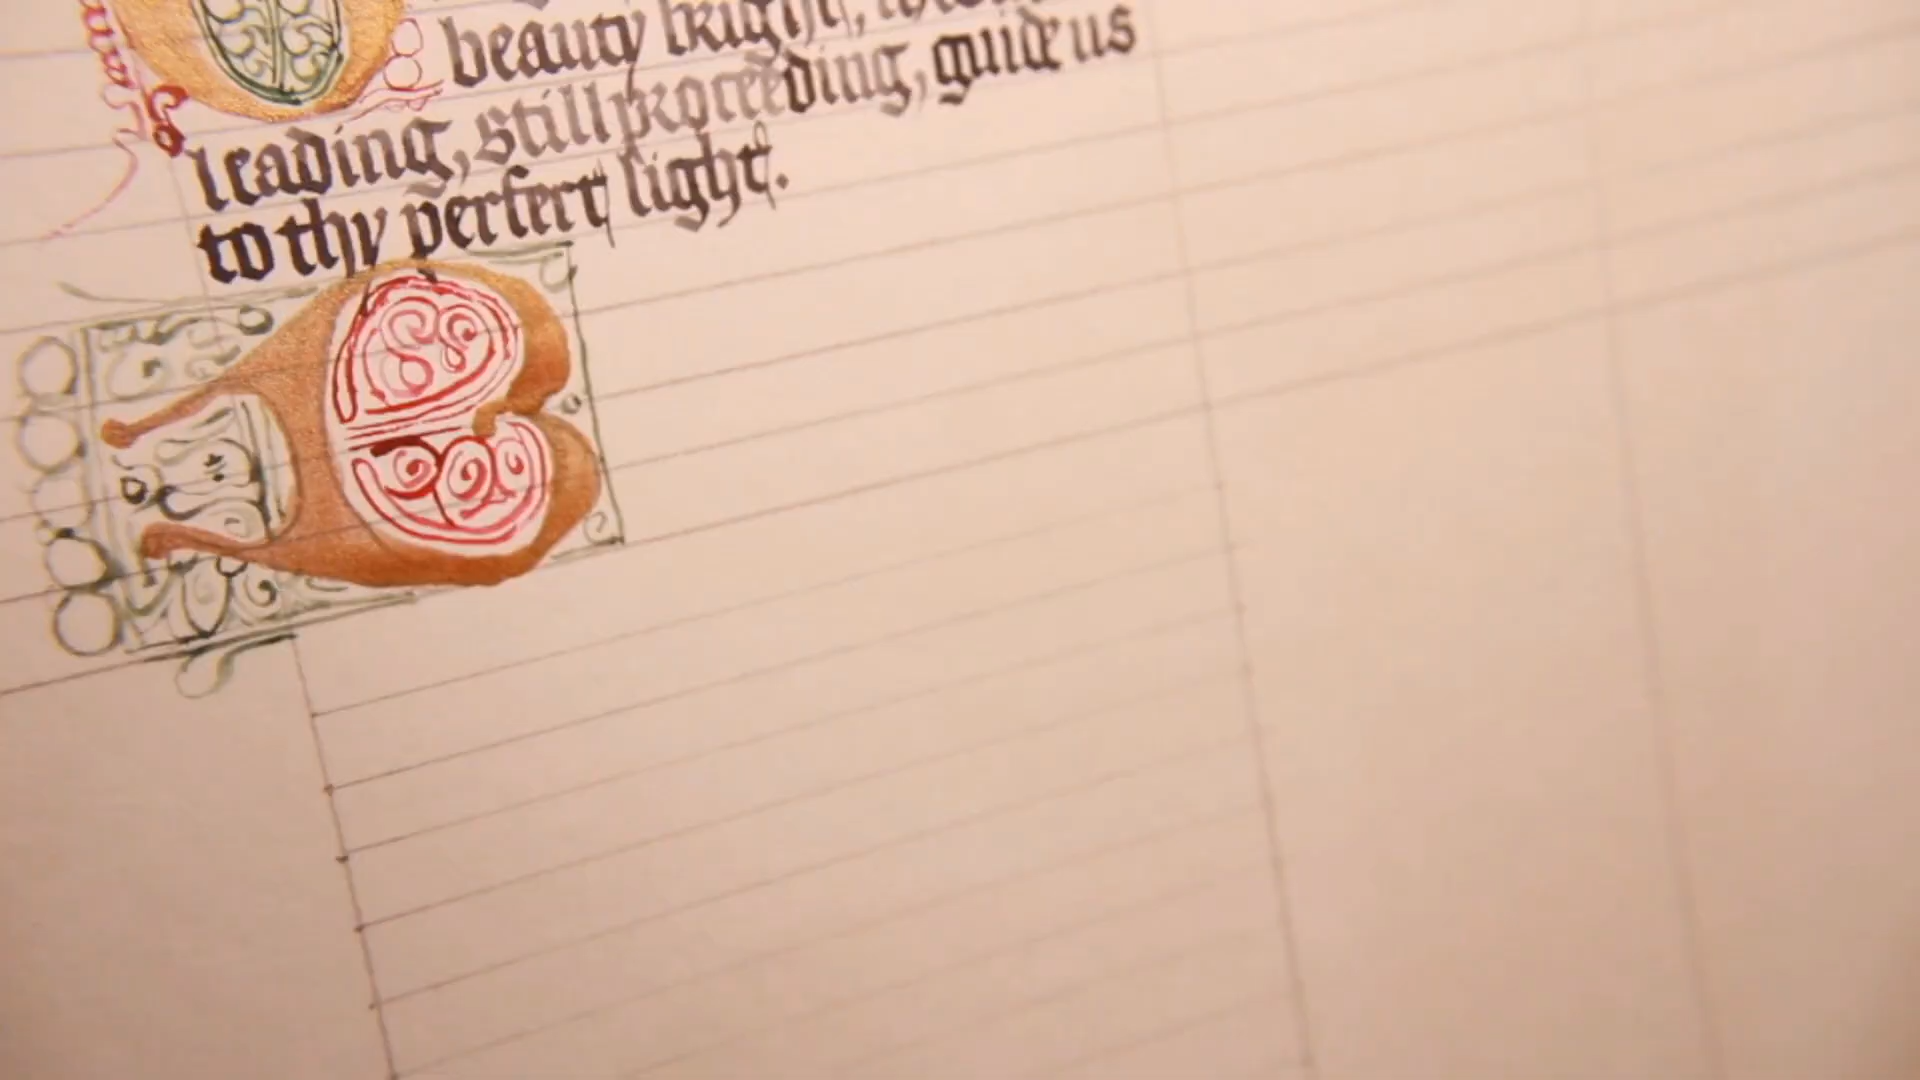 beauty bright,
leading, still proceeding, guide us
to thy perfect light.
B